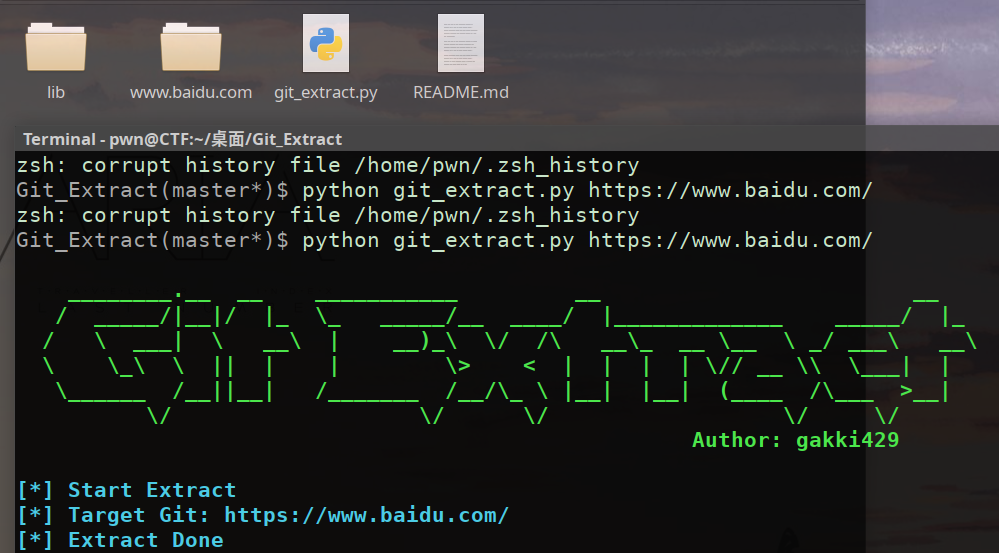 lib
www.baidu.com
git_extract.py
README.md
Terminal - pwn@CTF:~/桌面/Git_Extract
zsh: corrupt history file /home/pwn/.zsh_history
Git_Extract(master*)$ python git_extract.py https://www.baidu.com/
zsh: corrupt history file /home/pwn/.zsh_history
Git_Extract(master*)$ python git_extract.py https://www.baidu.com/
Git Extract
Author: gakki429
[*] Start Extract
[*] Target Git: https://www.baidu.com/
[*] Extract Done